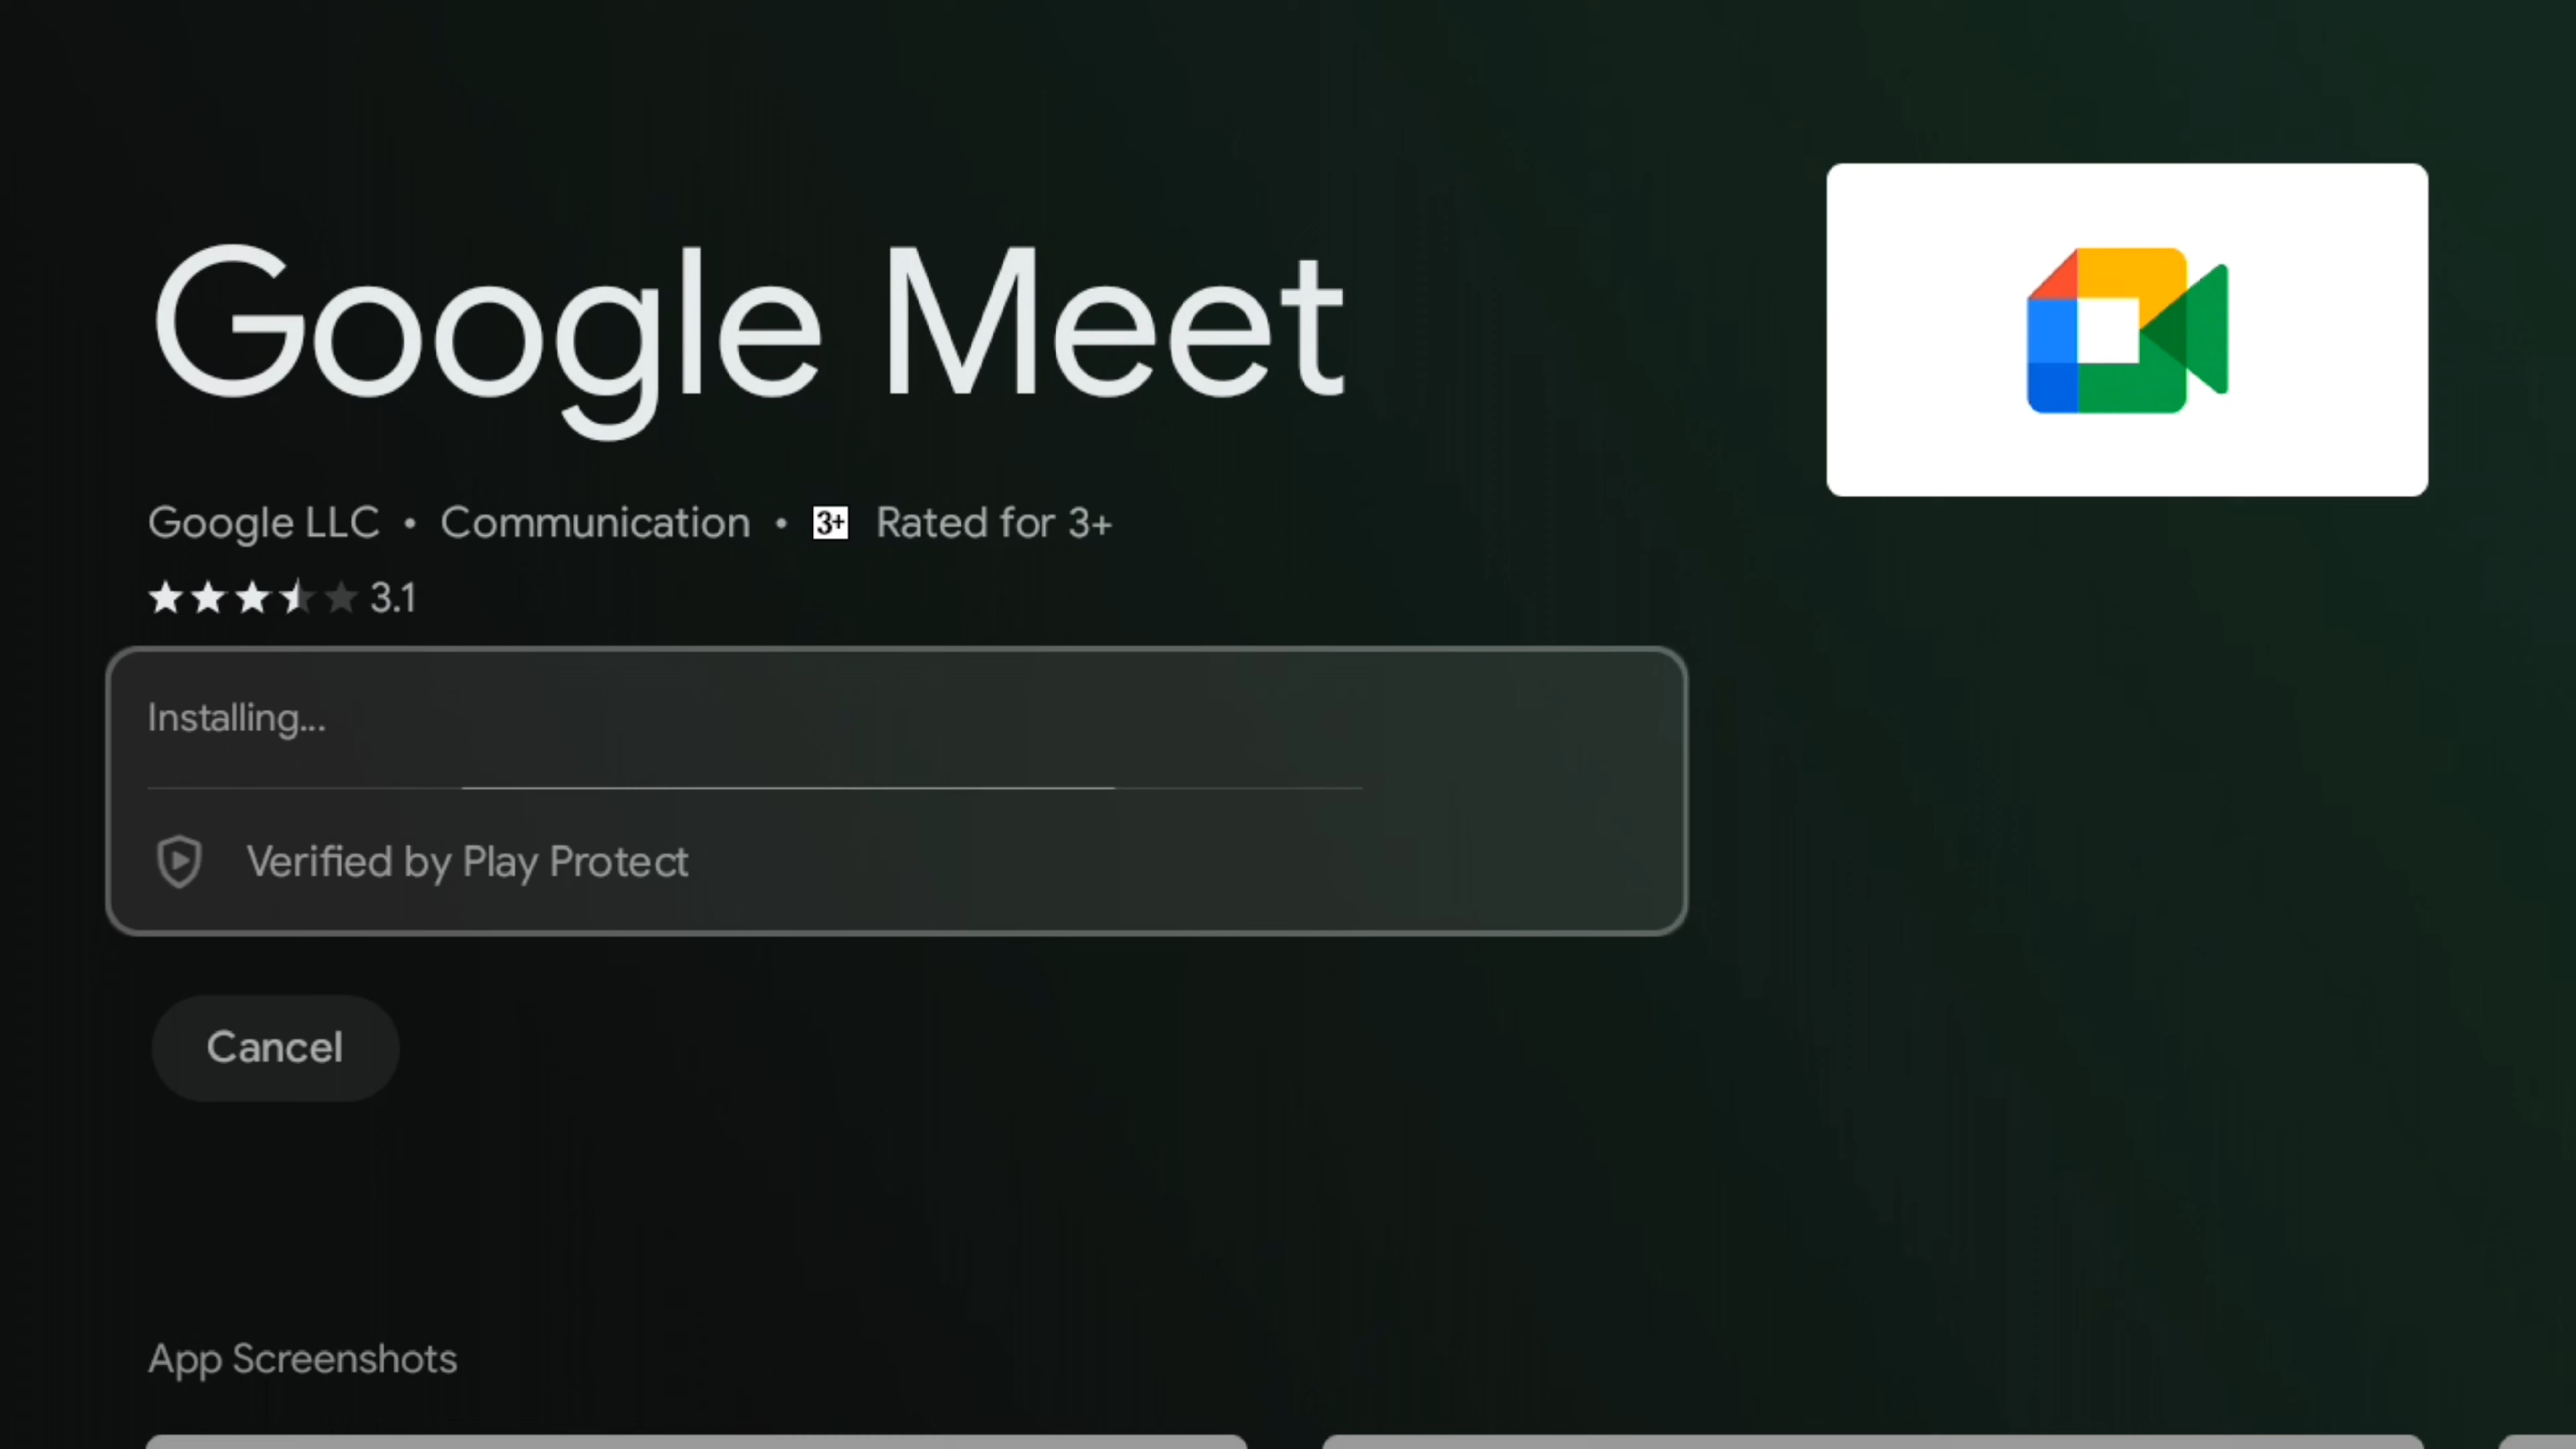 Google Meet
Google LLC • Communication • 3+ Rated for 3+
3.1
Installing...
Verified by Play Protect
Cancel
App Screenshots